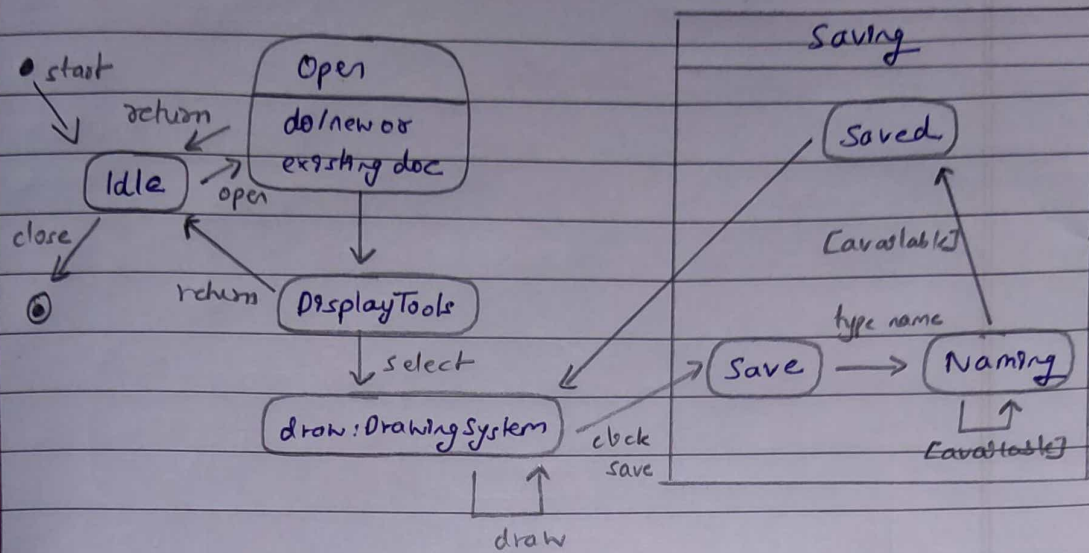 Saving
start
Open
return
do/new or
existing doc
Saved
Idle
open
close
[available]
return
DisplayTools
type name
select
Save
Naming
draw:DrawingSystem
click
save
[available]
draw